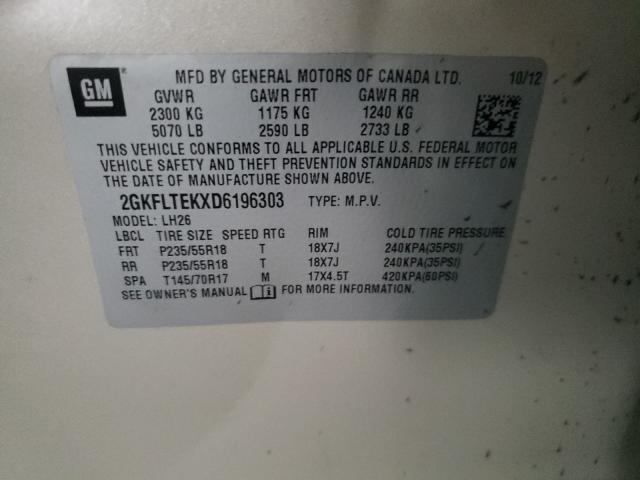 GM
MFD BY GENERAL MOTORS OF CANADA LTD. 10/12
GVWR GAWR FRT GAWR RR
2300 KG 1175 KG 1240 KG
5070 LB 2590 LB 2733 LB
THIS VEHICLE CONFORMS TO ALL APPLICABLE U.S. FEDERAL MOTOR
VEHICLE SAFETY AND THEFT PREVENTION STANDARDS IN EFFECT ON
THE DATE OF MANUFACTURE SHOWN ABOVE.
2GKFLTEKXD6196303 TYPE: M.P.V.
MODEL: LH26
LBCL TIRE SIZE SPEED RTG RIM COLD TIRE PRESSURE
FRT P235/55R18 T 18X7J 240KPA(35PSI)
RR P235/55R18 T 18X7J 240KPA(35PSI)
SPA T145/70R17 M 17X4.5T 420KPA(60PSI)
SEE OWNER'S MANUAL i FOR MORE INFORMATION.